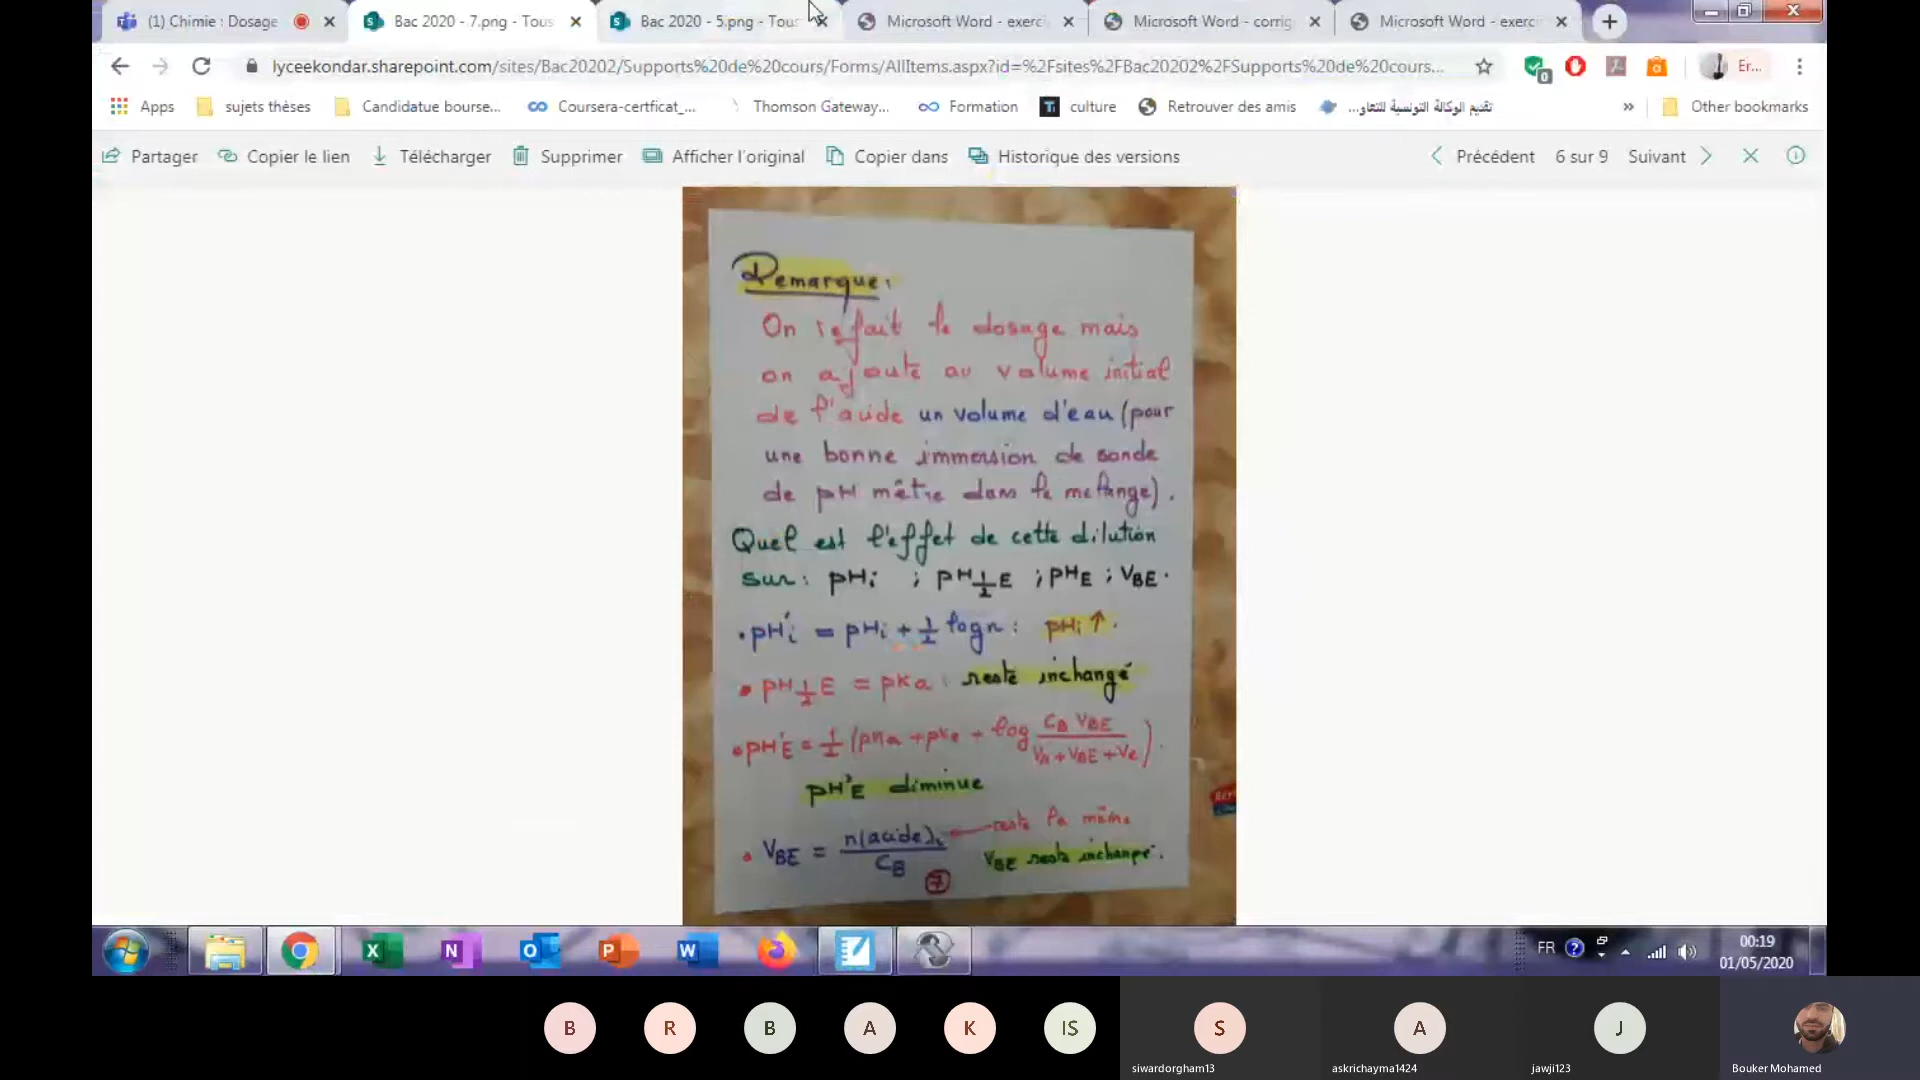 (1) Chimie : Dosage
Bac 2020 - 7.png - Tous
Bac 2020 - 5.png - Tous
Microsoft Word - exerci
Microsoft Word - corrig
Microsoft Word - exerci
lyceekondar.sharepoint.com/sites/Bac20202/Supports%20de%20cours/Forms/AllItems.aspx?id=%2Fsites%2FBac20202%2FSupports%20de%20cours...
Er...
Apps
sujets thèses
Candidatue bourse...
Coursera-certficat_...
Thomson Gateway...
Formation
culture
Retrouver des amis
تقديم الوكالة التونسية للتعاو...
»
Other bookmarks
Partager
Copier le lien
Télécharger
Supprimer
Afficher l'original
Copier dans
Historique des versions
Précédent
6 sur 9
Suivant
Remarque:
On refait le dosage mais
on ajoute au volume initial
de l'acide un volume d'eau (pour
une bonne immersion de sonde
de pH mètre dans le mélange).
Quel est l'effet de cette dilution
sur: pHi ; pH1/2E ; pHE ; VBE.
• pH'i = pHi + 1/2 log n : pHi ↑.
• pH1/2E = pKa : reste inchangé
• pH'E = 1/2 (pKa + pKe + log CB VBE / VA + VBE + Ve).
pH'E diminue
• VBE = n(acide)i / CB reste la même
VBE reste inchangé.
7
FR
00:19
01/05/2020
B
R
B
A
K
IS
S
A
J
siwardorgham13
askrichayma1424
jawji123
Bouker Mohamed